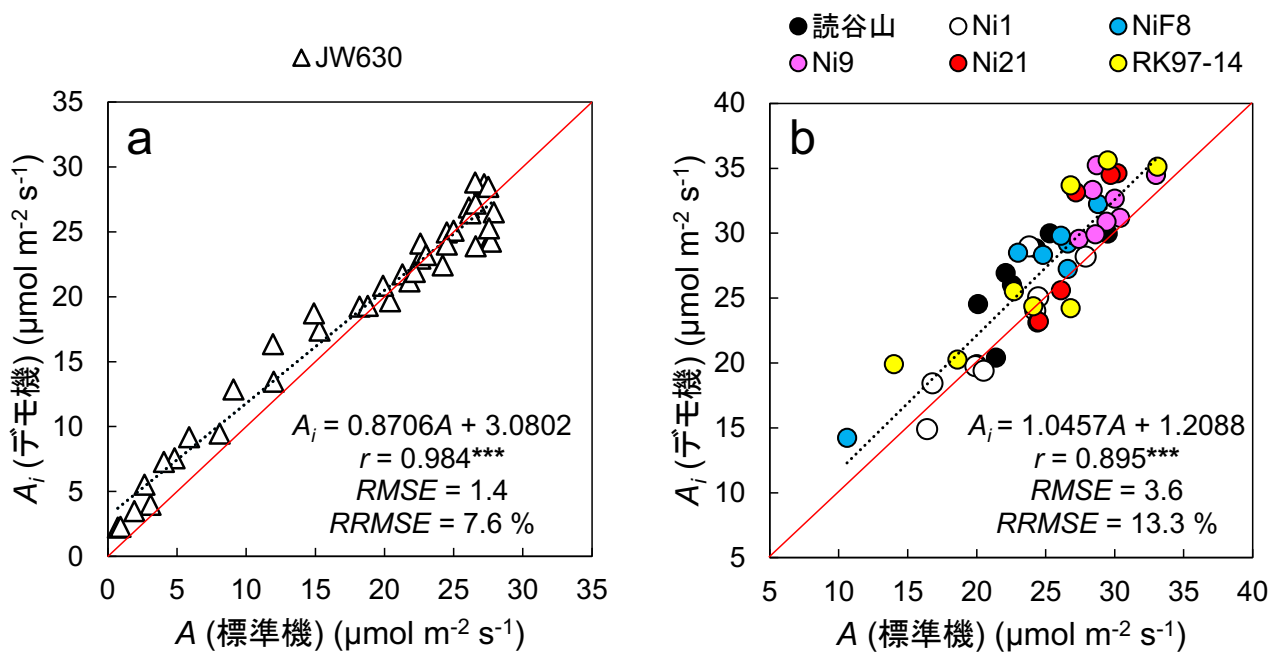 △JW630
35
30
25
20
15
10
5
0
0 5 10 15 20 25 30 35
a
A_i (デモ機) (μmol m⁻² s⁻¹)
A (標準機) (μmol m⁻² s⁻¹)
A_i = 0.8706A + 3.0802
r = 0.984***
RMSE = 1.4
RRMSE = 7.6 %
読谷山 Ni1 NiF8
Ni9 Ni21 RK97-14
40
35
30
25
20
15
10
5
5 10 15 20 25 30 35 40
b
A_i (デモ機) (μmol m⁻² s⁻¹)
A (標準機) (μmol m⁻² s⁻¹)
A_i = 1.0457A + 1.2088
r = 0.895***
RMSE = 3.6
RRMSE = 13.3 %